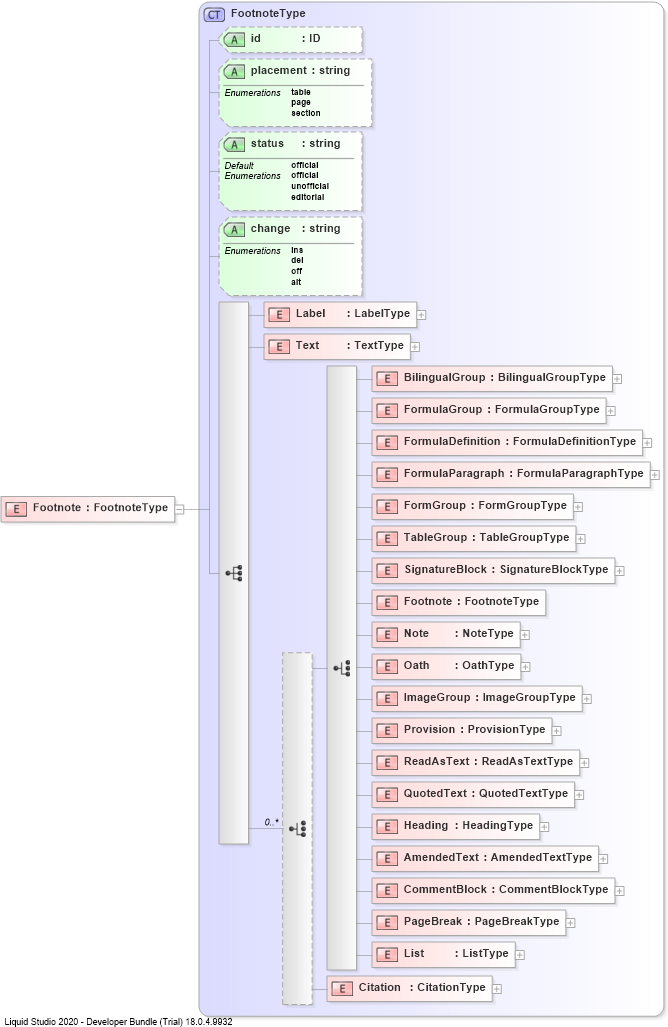 CT FootnoteType
A id : ID
A placement : string
Enumerations table
page
section
A status : string
Default official
Enumerations official
unofficial
editorial
A change : string
Enumerations ins
del
off
alt
E Label : LabelType
E Text : TextType
E BilingualGroup : BilingualGroupType
E FormulaGroup : FormulaGroupType
E FormulaDefinition : FormulaDefinitionType
E FormulaParagraph : FormulaParagraphType
E Footnote : FootnoteType
E FormGroup : FormGroupType
E TableGroup : TableGroupType
E SignatureBlock : SignatureBlockType
E Footnote : FootnoteType
E Note : NoteType
E Oath : OathType
E ImageGroup : ImageGroupType
E Provision : ProvisionType
E ReadAsText : ReadAsTextType
E QuotedText : QuotedTextType
0..*
E Heading : HeadingType
E AmendedText : AmendedTextType
E CommentBlock : CommentBlockType
E PageBreak : PageBreakType
E List : ListType
E Citation : CitationType
Liquid Studio 2020 - Developer Bundle (Trial) 18.0.4.9932